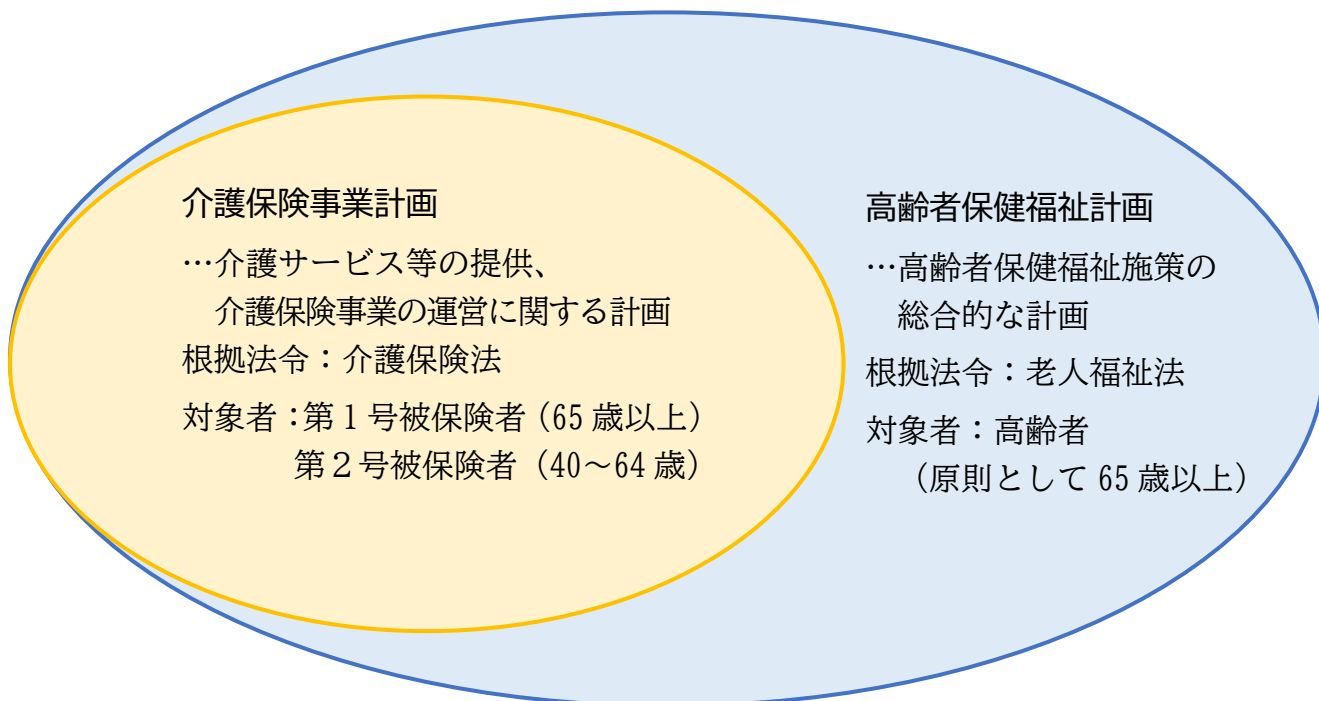 介護保険事業計画
…介護サービス等の提供、
介護保険事業の運営に関する計画
根拠法令：介護保険法
対象者：第１号被保険者（65 歳以上）
第２号被保険者（40～64 歳）
高齢者保健福祉計画
…高齢者保健福祉施策の
総合的な計画
根拠法令：老人福祉法
対象者：高齢者
（原則として 65 歳以上）